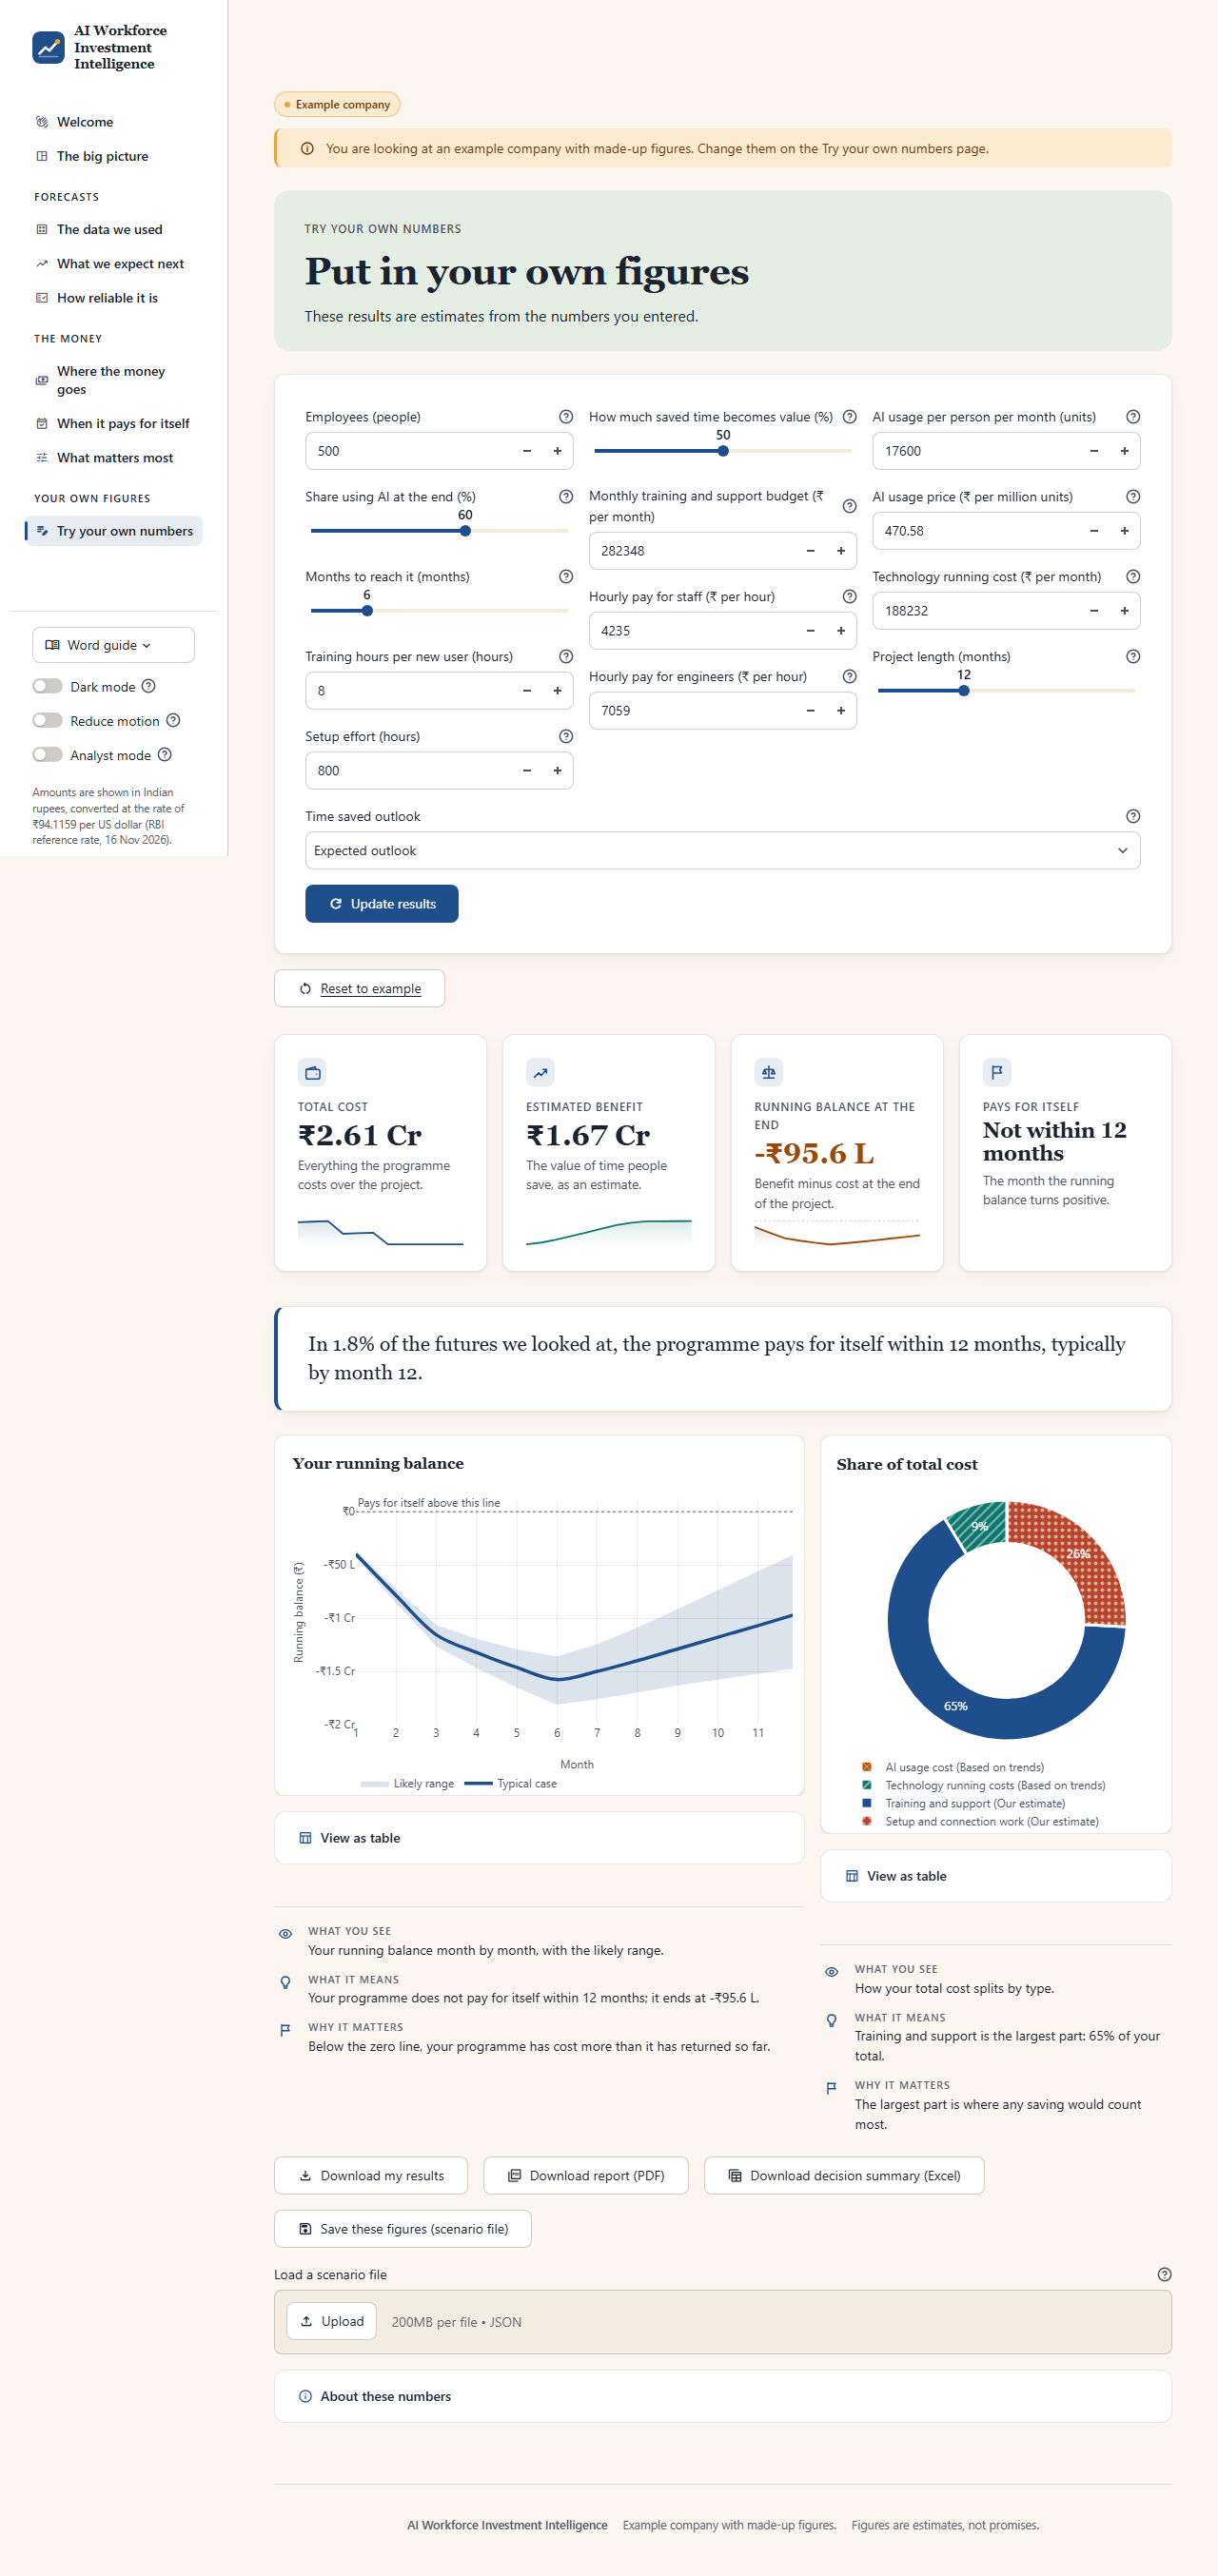 AI Workforce
Investment
Intelligence
Welcome
The big picture
FORECASTS
The data we used
What we expect next
How reliable it is
THE MONEY
Where the money
goes
When it pays for itself
What matters most
YOUR OWN FIGURES
Try your own numbers
Word guide
Dark mode
Reduce motion
Analyst mode
Amounts are shown in Indian
rupees, converted at the rate of
₹94.1159 per US dollar (RBI
reference rate, 16 Nov 2026).
Example company
You are looking at an example company with made-up figures. Change them on the Try your own numbers page.
TRY YOUR OWN NUMBERS
Put in your own figures
These results are estimates from the numbers you entered.
Employees (people)
500
Share using AI at the end (%)
60
Months to reach it (months)
6
Training hours per new user (hours)
8
Setup effort (hours)
800
How much saved time becomes value (%)
50
Monthly training and support budget (₹
per month)
282348
Hourly pay for staff (₹ per hour)
4235
Hourly pay for engineers (₹ per hour)
7059
AI usage per person per month (units)
17600
AI usage price (₹ per million units)
470.58
Technology running cost (₹ per month)
188232
Project length (months)
12
Time saved outlook
Expected outlook
Update results
Reset to example
TOTAL COST
₹2.61 Cr
Everything the programme
costs over the project.
ESTIMATED BENEFIT
₹1.67 Cr
The value of time people
save, as an estimate.
RUNNING BALANCE AT THE
END
-₹95.6 L
Benefit minus cost at the end
of the project.
PAYS FOR ITSELF
Not within 12
months
The month the running
balance turns positive.
In 1.8% of the futures we looked at, the programme pays for itself within 12 months, typically
by month 12.
Your running balance
Pays for itself above this line
₹0
-₹50 L
-₹1 Cr
-₹1.5 Cr
-₹2 Cr
Running balance (₹)
1 2 3 4 5 6 7 8 9 10 11
Month
Likely range Typical case
View as table
WHAT YOU SEE
Your running balance month by month, with the likely range.
WHAT IT MEANS
Your programme does not pay for itself within 12 months; it ends at -₹95.6 L.
WHY IT MATTERS
Below the zero line, your programme has cost more than it has returned so far.
Share of total cost
9%
26%
65%
AI usage cost (Based on trends)
Technology running costs (Based on trends)
Training and support (Our estimate)
Setup and connection work (Our estimate)
View as table
WHAT YOU SEE
How your total cost splits by type.
WHAT IT MEANS
Training and support is the largest part: 65% of your
total.
WHY IT MATTERS
The largest part is where any saving would count
most.
Download my results
Download report (PDF)
Download decision summary (Excel)
Save these figures (scenario file)
Load a scenario file
Upload
200MB per file • JSON
About these numbers
AI Workforce Investment Intelligence Example company with made-up figures. Figures are estimates, not promises.